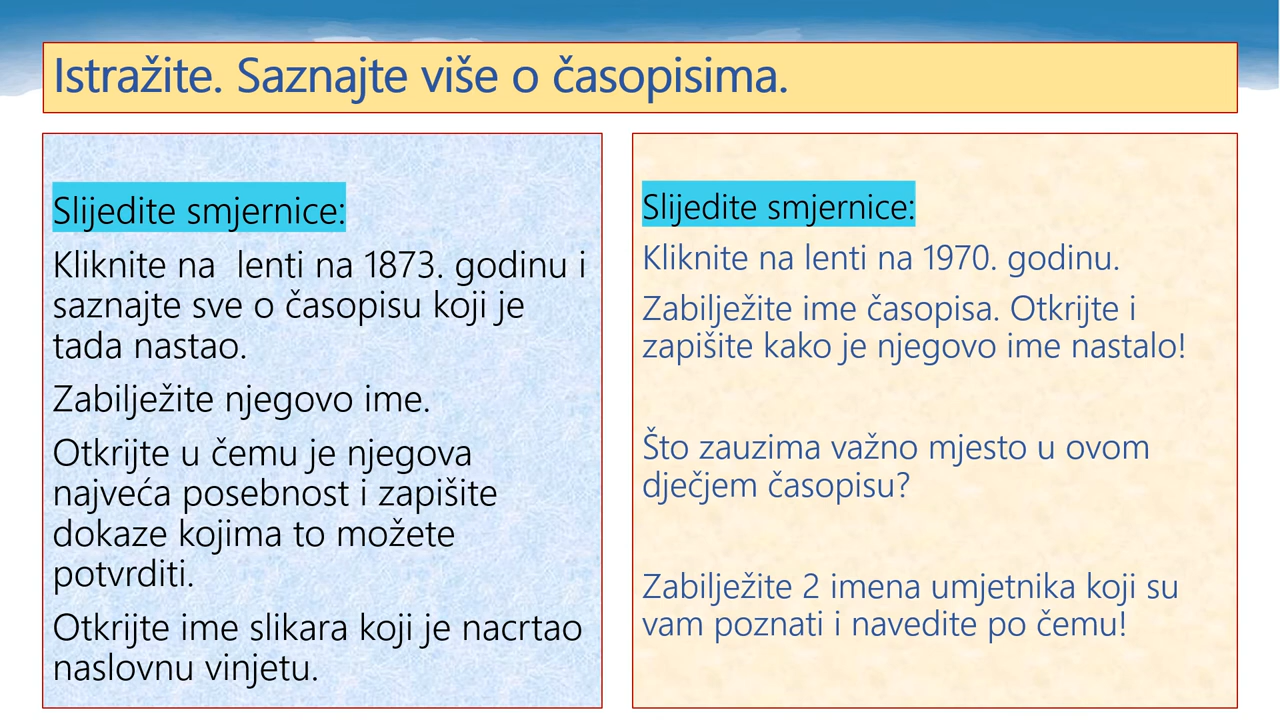 Istražite. Saznajte više o časopisima.
Slijedite smjernice:
Kliknite na  lenti na 1873. godinu i
saznajte sve o časopisu koji je
tada nastao.
Zabilježite njegovo ime.
Otkrijte u čemu je njegova
najveća posebnost i zapišite
dokaze kojima to možete
potvrditi.
Otkrijte ime slikara koji je nacrtao
naslovnu vinjetu.
Slijedite smjernice:
Kliknite na lenti na 1970. godinu.
Zabilježite ime časopisa. Otkrijte i
zapišite kako je njegovo ime nastalo!
Što zauzima važno mjesto u ovom
dječjem časopisu?
Zabilježite 2 imena umjetnika koji su
vam poznati i navedite po čemu!